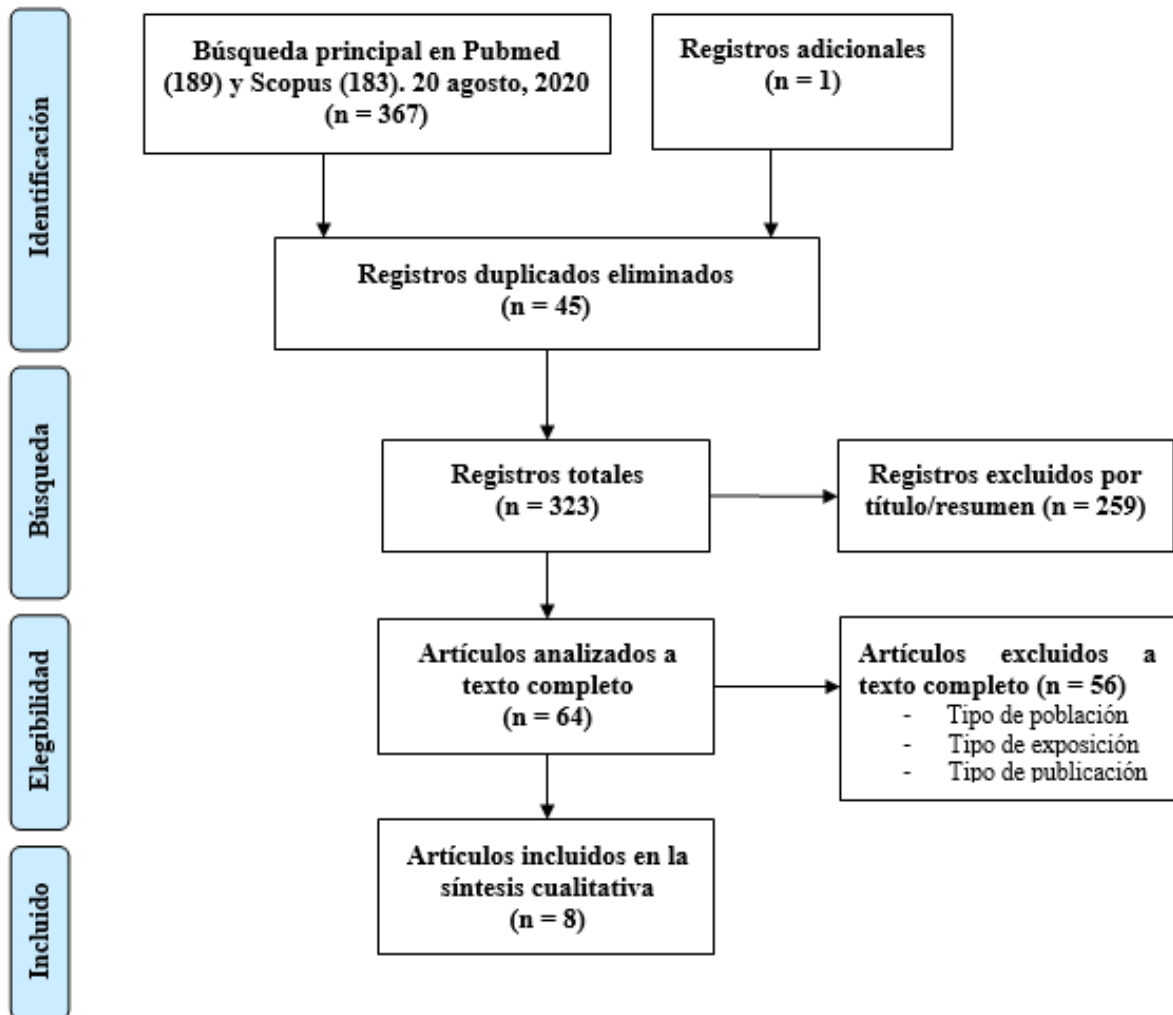 Identificación
Búsqueda principal en Pubmed
(189) y Scopus (183). 20 agosto, 2020
(n = 367)
Registros adicionales
(n = 1)
Registros duplicados eliminados
(n = 45)
Búsqueda
Registros totales
(n = 323)
Registros excluidos por
título/resumen (n = 259)
Elegibilidad
Artículos analizados a
texto completo
(n = 64)
Artículos excluidos a
texto completo (n = 56)
- Tipo de población
- Tipo de exposición
- Tipo de publicación
Incluido
Artículos incluidos en la
síntesis cualitativa
(n = 8)